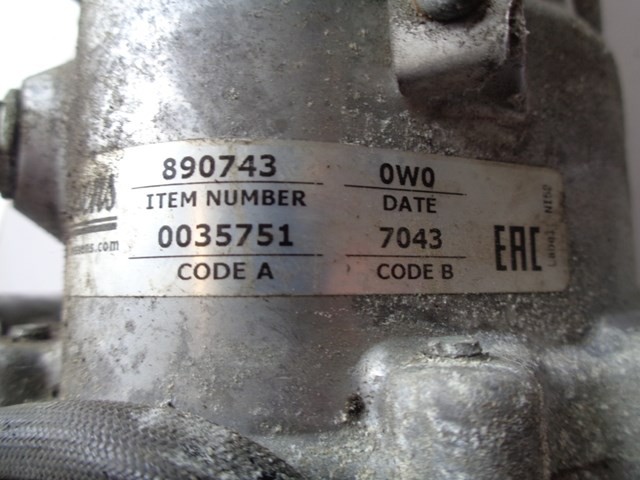 890743 0W0
ITEM NUMBER DATE
0035751 7043
CODE A CODE B
EAC